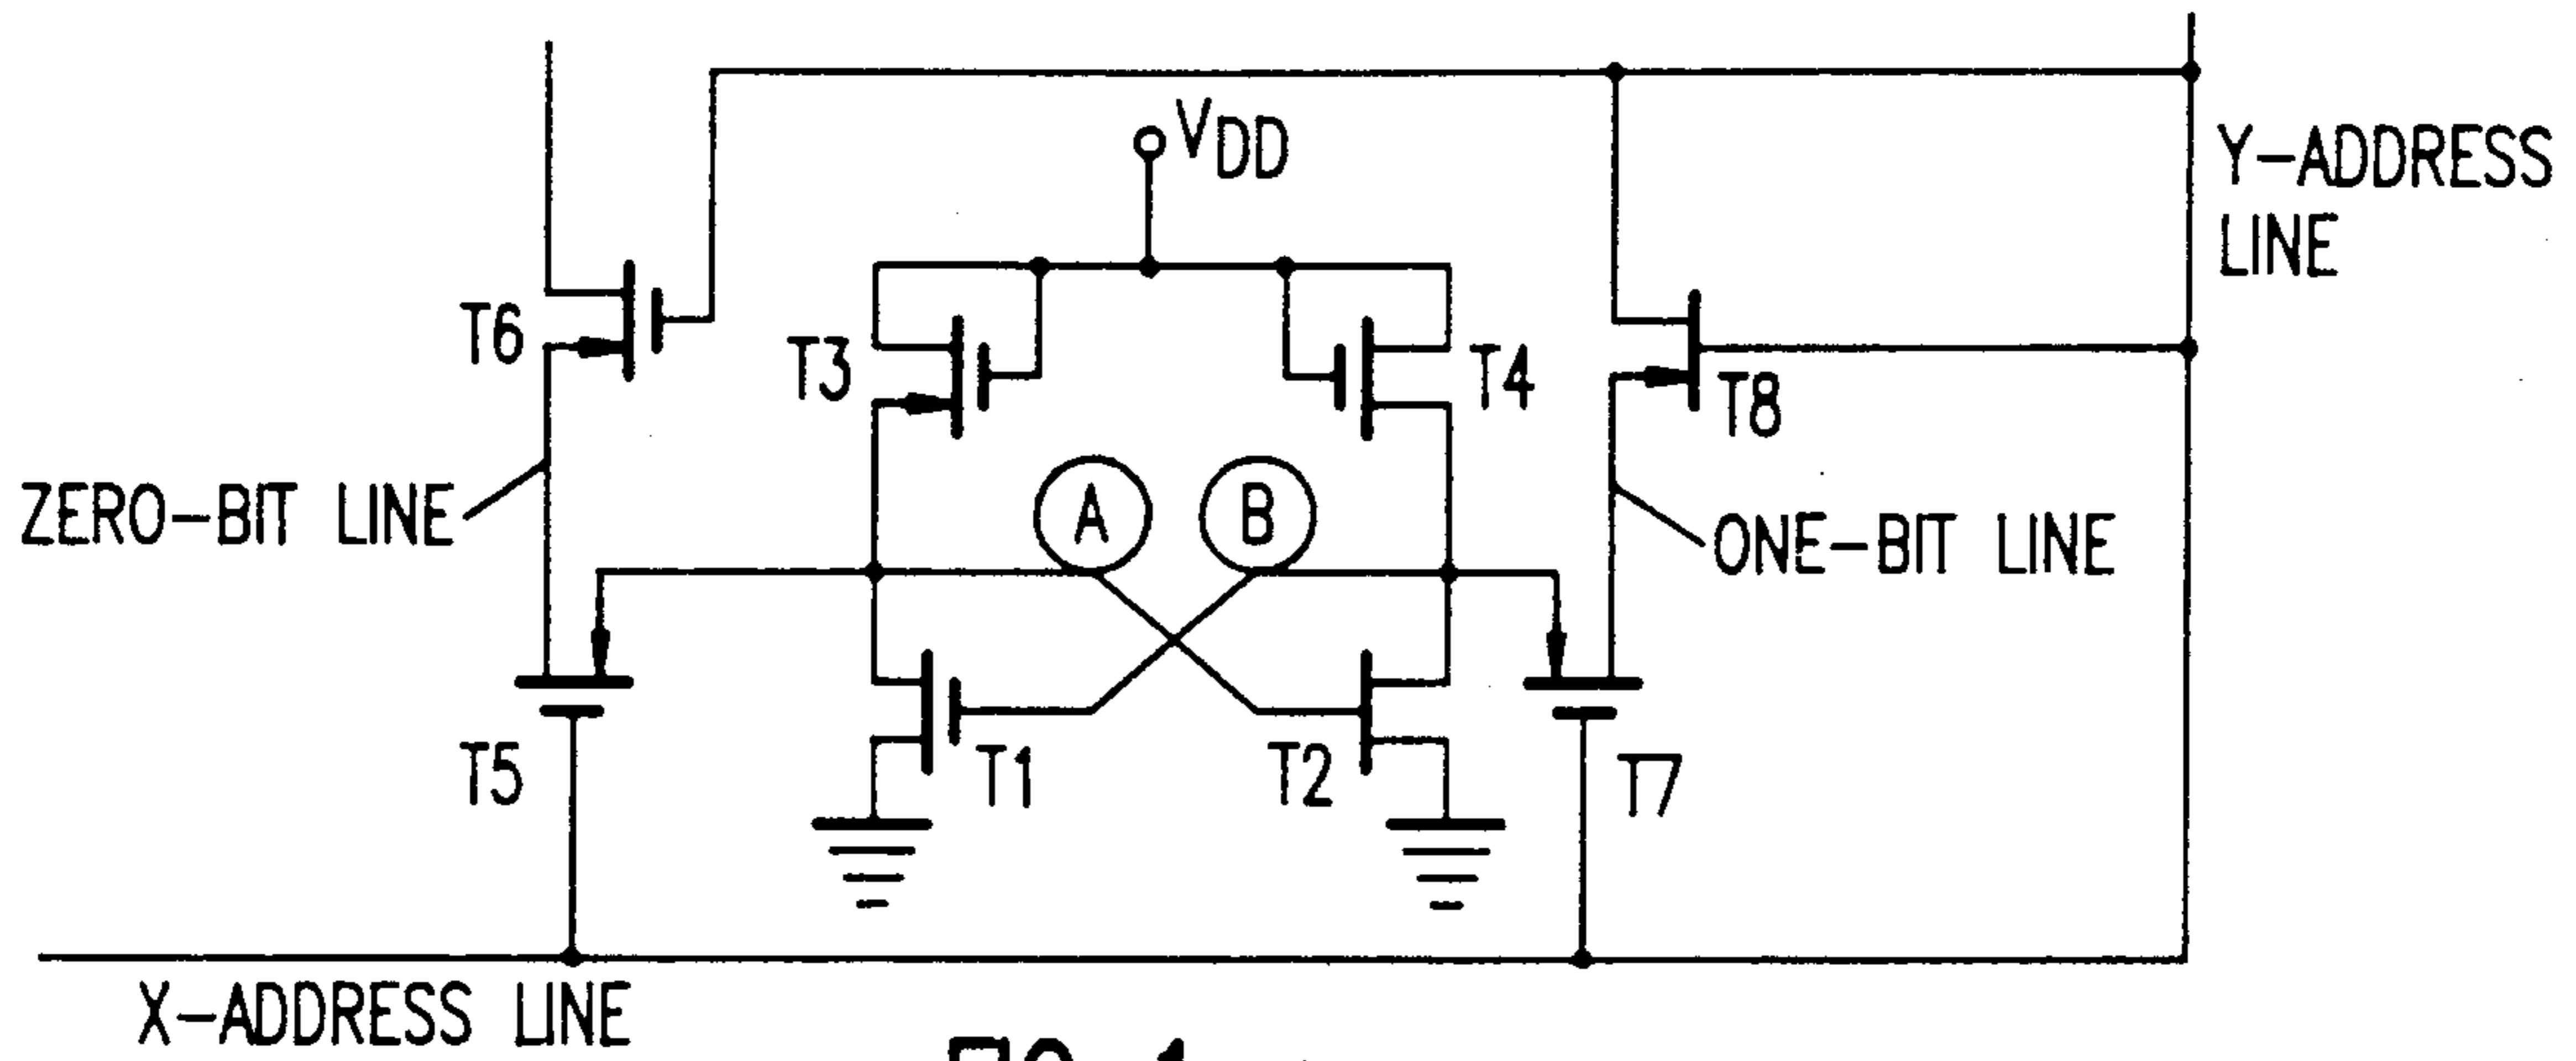 VDD
Y-ADDRESS
LINE
T6
T3
T4
T8
A
B
ZERO-BIT LINE
ONE-BIT LINE
T5
T1
T2
T7
X-ADDRESS LINE